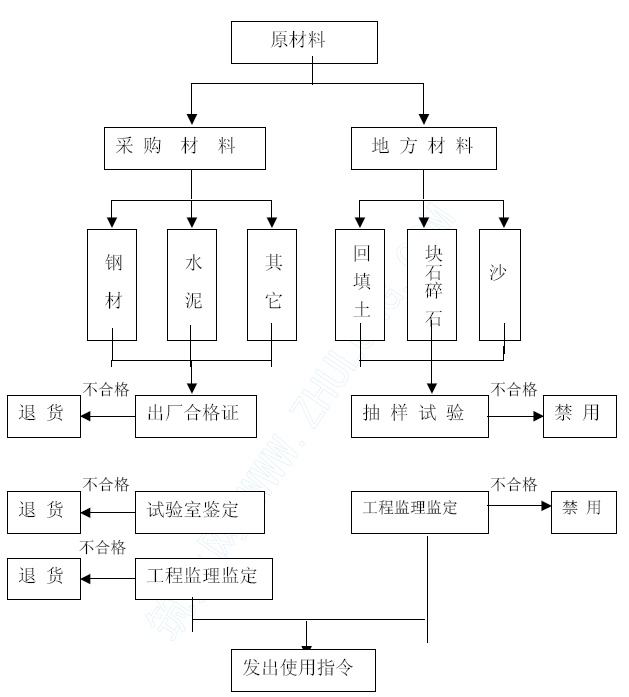 原材料
采 购 材 料
地 方 材 料
钢材
水泥
其它
回填土
块石碎石
沙
不合格
不合格
退 货
出厂合格证
抽 样 试 验
禁 用
不合格
不合格
退 货
试验室鉴定
工程监理监定
禁 用
不合格
退 货
工程监理监定
发出使用指令